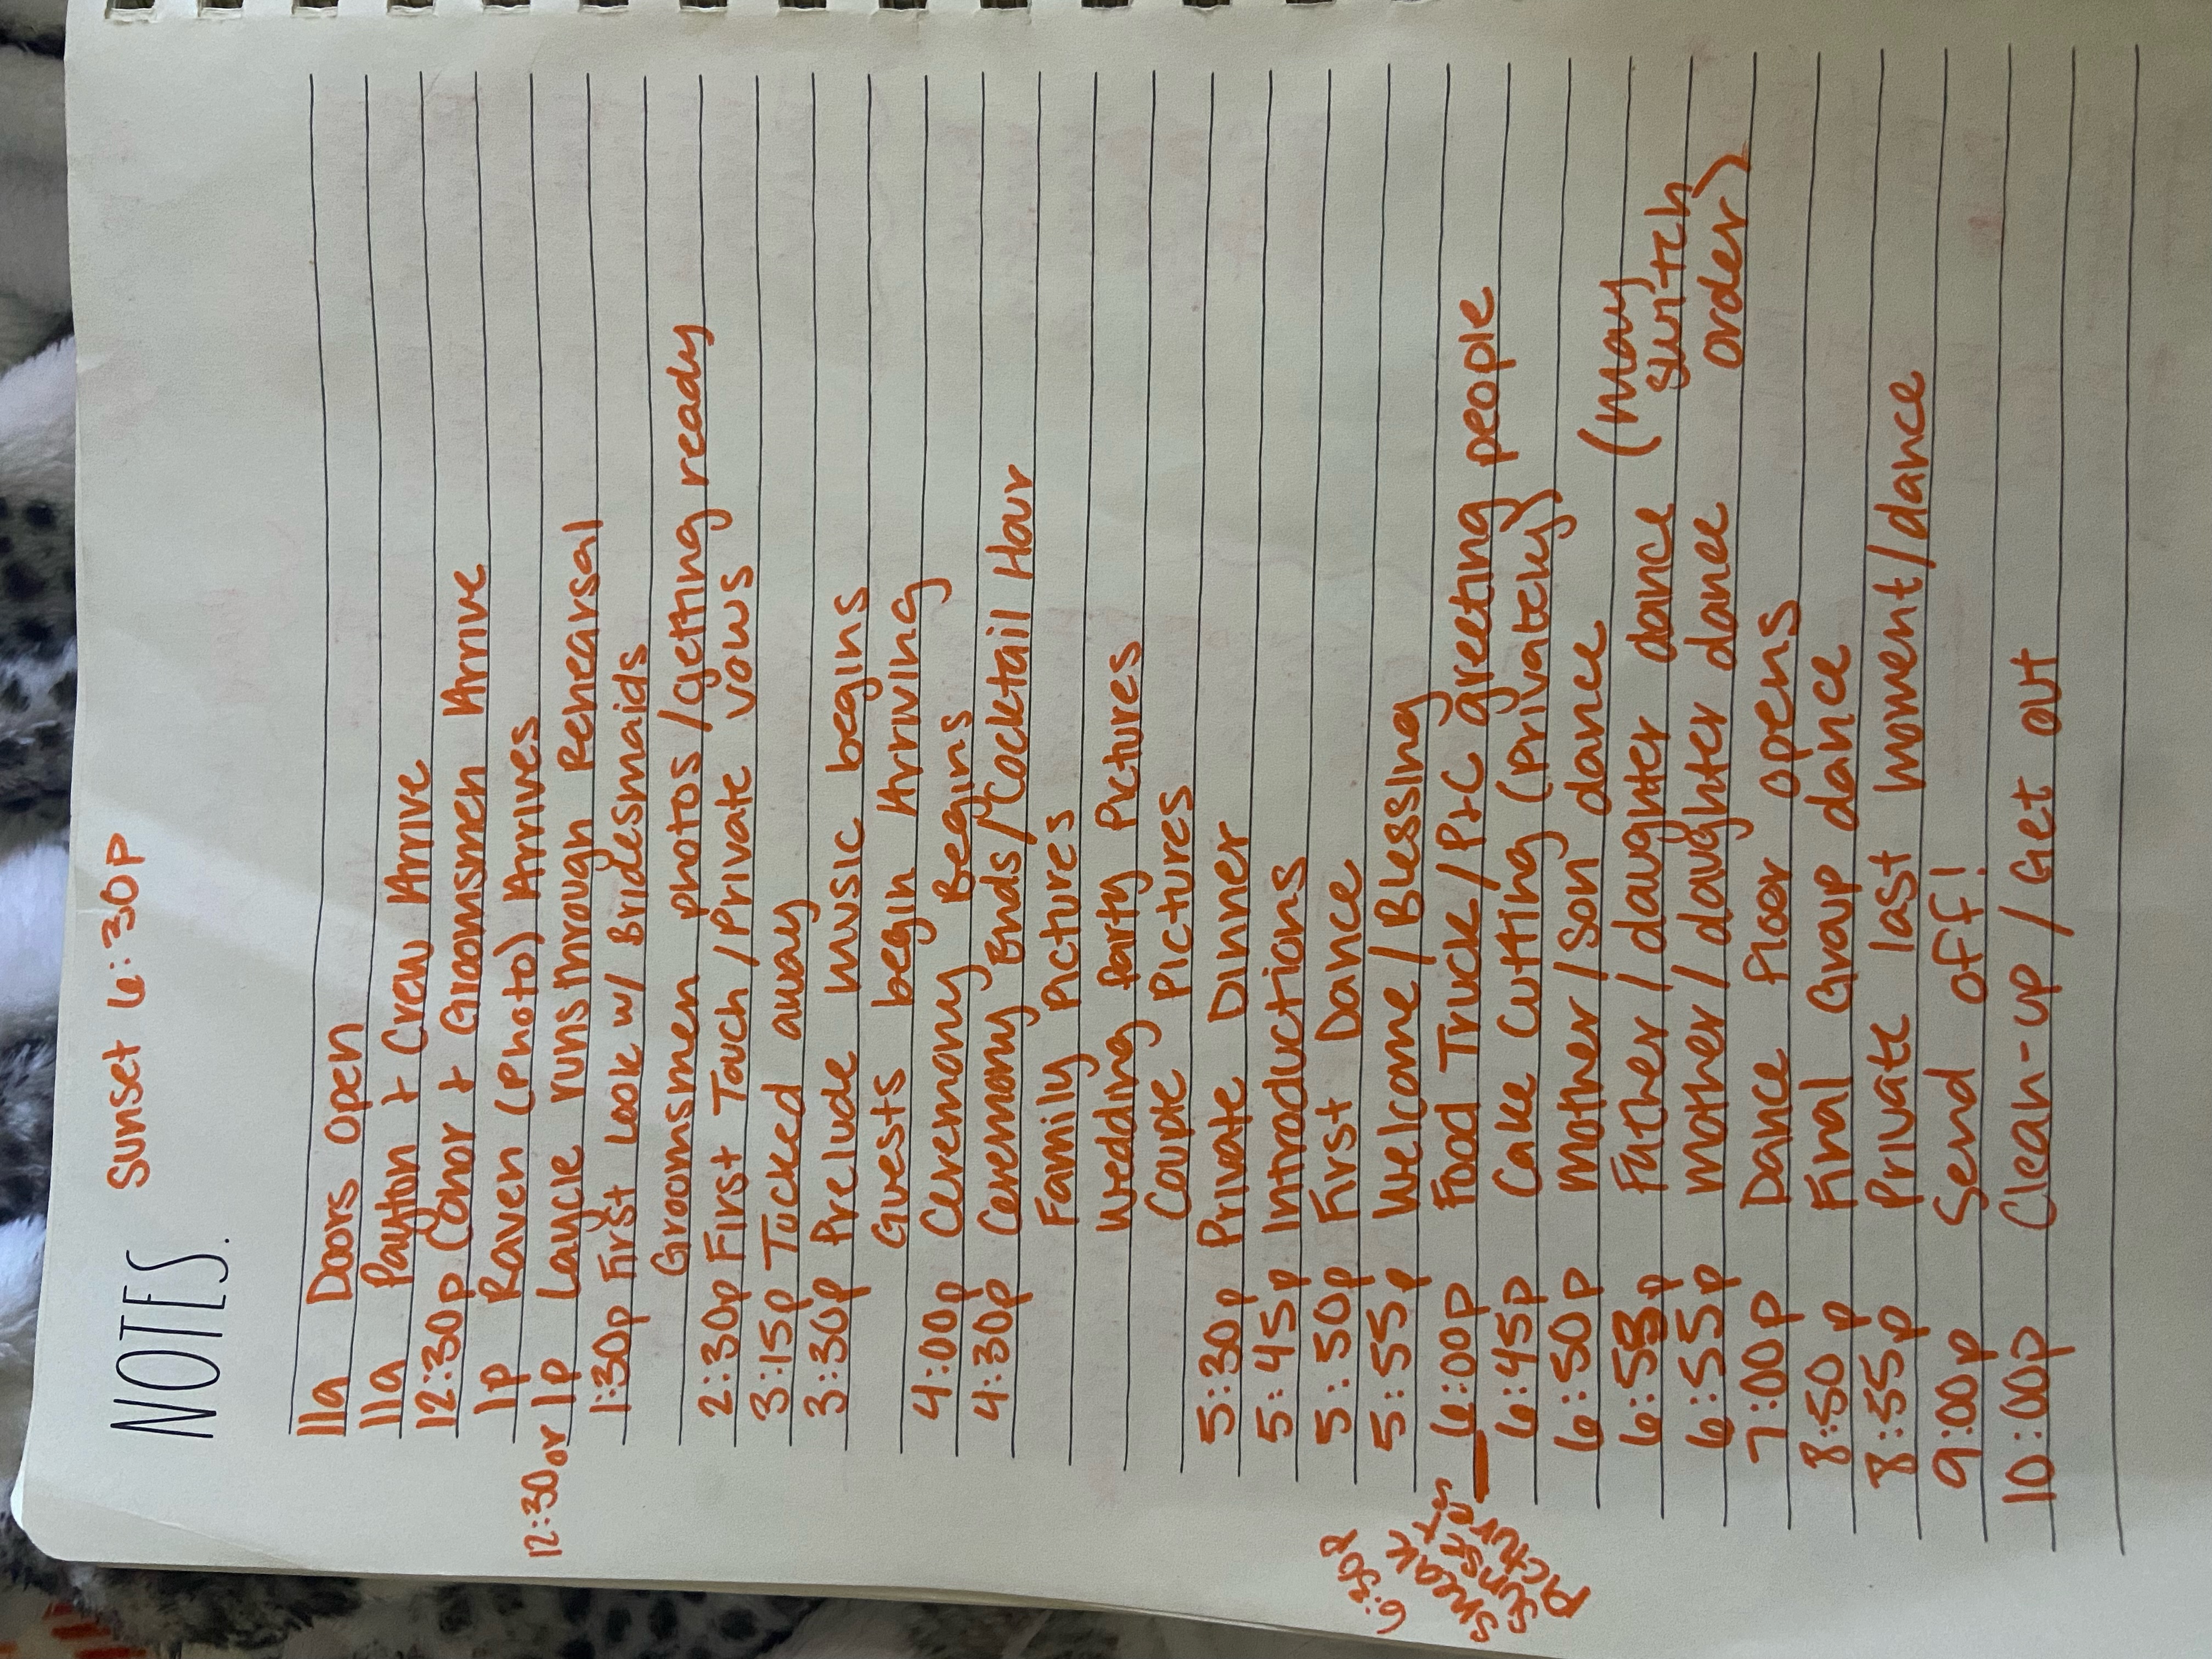 NOTES. Sunset 6:30p
11a Doors open
11a Payton + Crew Arrive
12:30p Conor + Groomsmen Arrive
1p Raven (Photo) Arrives
12:30 or 1p Laycie runs through Rehearsal
1:30p First Look w/ Bridesmaids
Groomsmen photos / getting ready
2:30p First Touch / Private vows
3:15p Tucked away
3:30p Prelude music begins
Guests begin Arriving
4:00p Ceremony Begins
4:30p Ceremony Ends / Cocktail Hour
Family Pictures
Wedding Party Pictures
Couple Pictures
5:30p Private Dinner
5:45p Introductions
5:50p First Dance
5:55p Welcome / Blessing
6:30p
sneak
sunset
pictures
6:00p Food Truck / P+C greeting people
6:45p Cake Cutting (Privately)
6:50p Mother / Son dance
6:53p Father / daughter dance
6:55p Mother / daughter dance
(may
switch
order)
7:00p Dance floor opens
8:50p Final Group dance
8:55p Private last moment / dance
9:00p Send off!
10:00p Clean-up / Get out